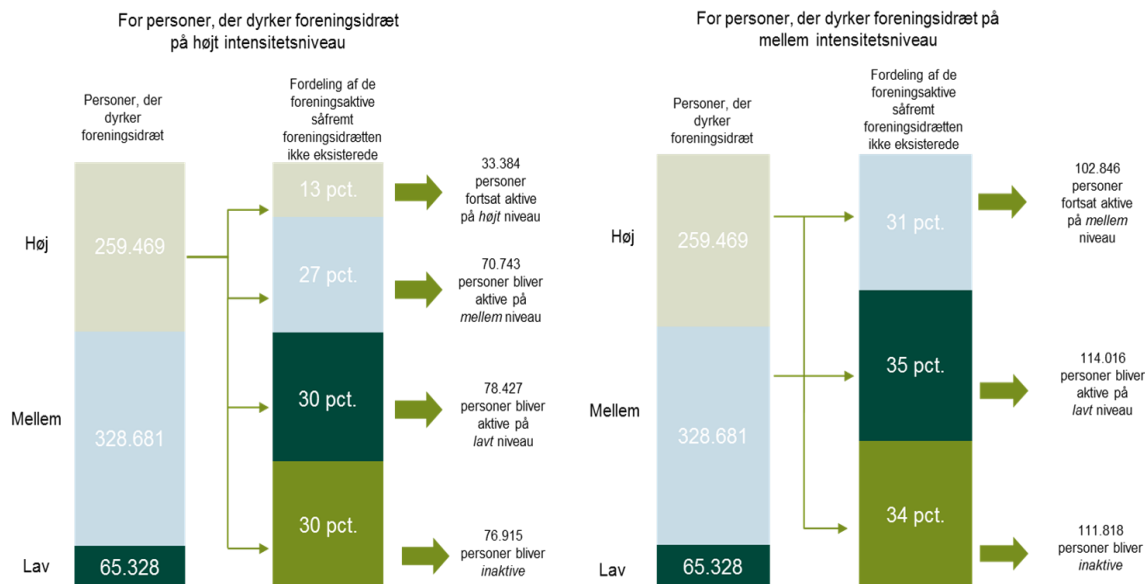 For personer, der dyrker foreningsidræt
på højt intensitetsniveau
Personer, der
dyrker
foreningsidræt
Fordeling af de
foreningsaktive
såfremt
foreningsidrætten
ikke eksisterede
Høj
259.469
Mellem
328.681
Lav
65.328
13 pct.
27 pct.
30 pct.
30 pct.
33.384
personer
fortsat aktive
på højt niveau
70.743
personer bliver
aktive på
mellem niveau
78.427
personer bliver
aktive på
lavt niveau
76.915
personer bliver
inaktive
For personer, der dyrker foreningsidræt på
mellem intensitetsniveau
Personer, der
dyrker
foreningsidræt
Fordeling af de
foreningsaktive
såfremt
foreningsidrætten
ikke eksisterede
Høj
259.469
Mellem
328.681
Lav
65.328
31 pct.
35 pct.
34 pct.
102.846
personer
fortsat aktive
på mellem
niveau
114.016
personer bliver
aktive på
lavt niveau
111.818
personer bliver
inaktive